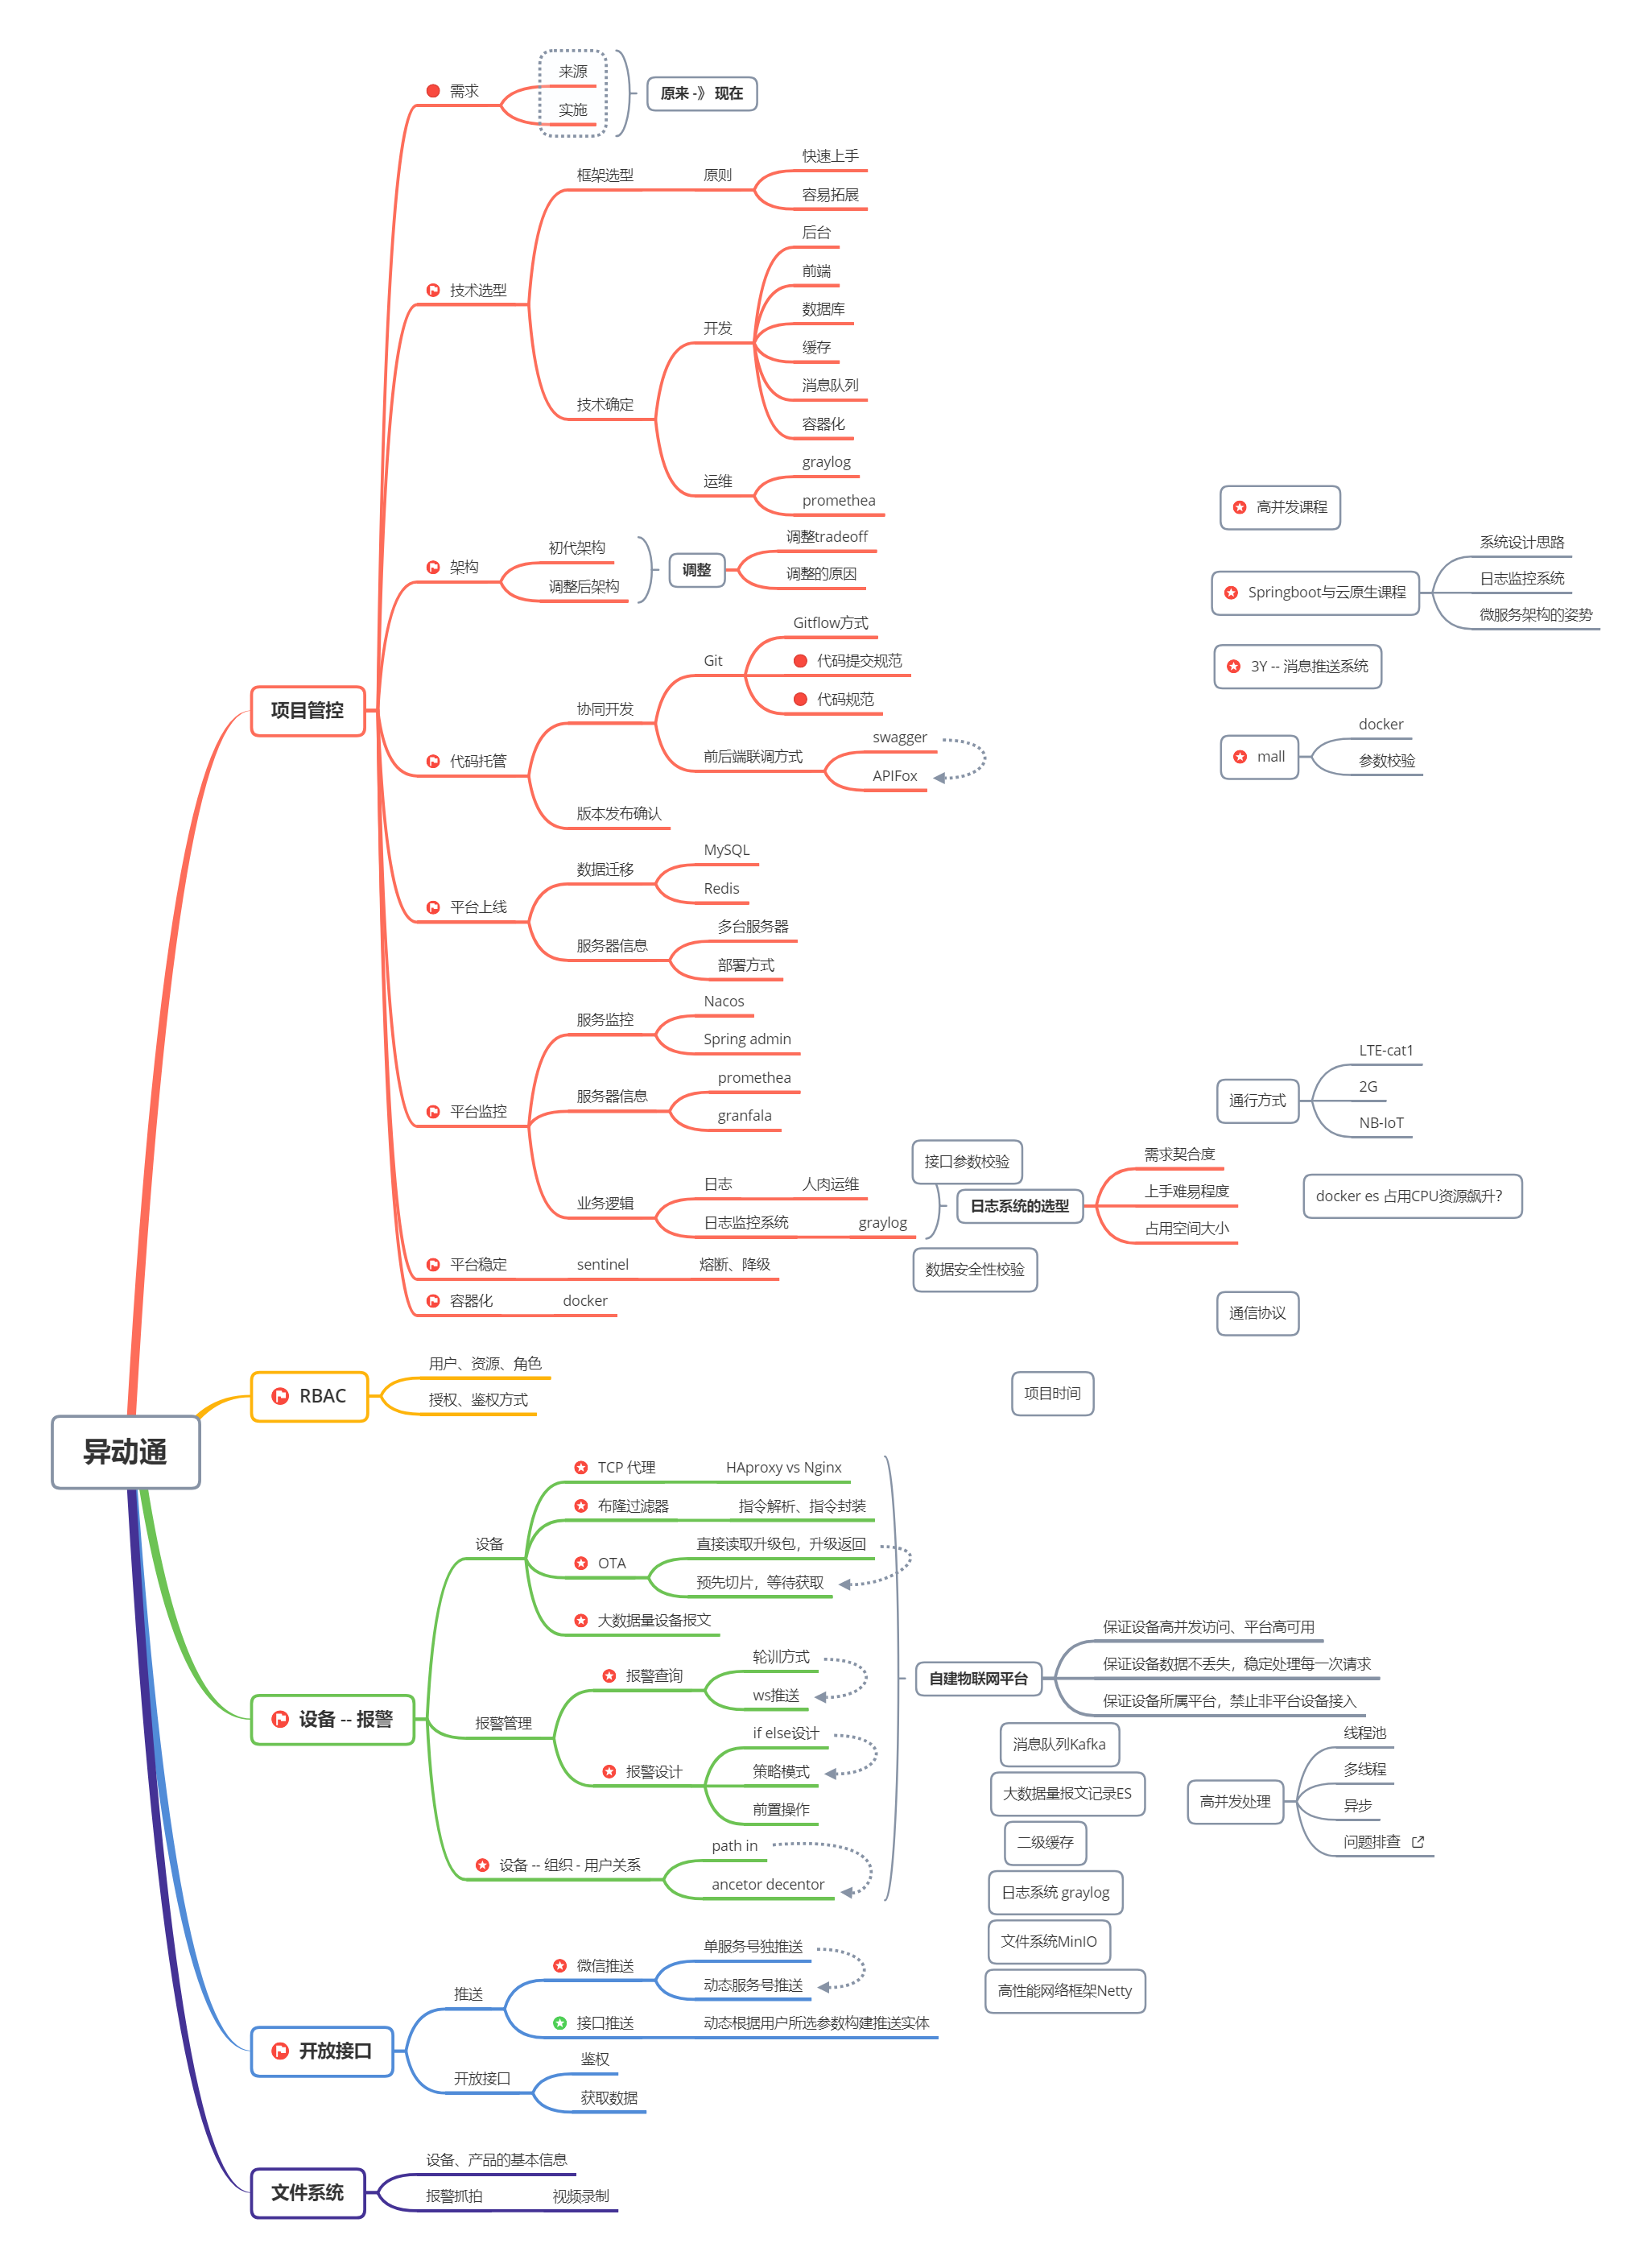 异动通
项目管控
需求
来源
实施
原来 -》 现在
技术选型
框架选型
原则
快速上手
容易拓展
技术确定
开发
后台
前端
数据库
缓存
消息队列
容器化
运维
graylog
promethea
架构
初代架构
调整后架构
调整
调整tradeoff
调整的原因
代码托管
协同开发
Git
Gitflow方式
代码提交规范
代码规范
前后端联调方式
swagger
APIFox
版本发布确认
平台上线
数据迁移
MySQL
Redis
服务器信息
多台服务器
部署方式
平台监控
服务监控
Nacos
Spring admin
服务器信息
promethea
granfala
业务逻辑
日志
人肉运维
日志监控系统
graylog
日志系统的选型
需求契合度
上手难易程度
占用空间大小
平台稳定
sentinel
熔断、降级
容器化
docker
RBAC
用户、资源、角色
授权、鉴权方式
设备 -- 报警
设备
TCP 代理
HAproxy vs Nginx
布隆过滤器
指令解析、指令封装
OTA
直接读取升级包，升级返回
预先切片，等待获取
大数据量设备报文
报警管理
报警查询
轮训方式
ws推送
报警设计
if else设计
策略模式
前置操作
设备 -- 组织 - 用户关系
path in
ancetor decentor
自建物联网平台
保证设备高并发访问、平台高可用
保证设备数据不丢失，稳定处理每一次请求
保证设备所属平台，禁止非平台设备接入
开放接口
推送
微信推送
单服务号独推送
动态服务号推送
接口推送
动态根据用户所选参数构建推送实体
开放接口
鉴权
获取数据
文件系统
设备、产品的基本信息
报警抓拍
视频录制
高并发课程
Springboot与云原生课程
系统设计思路
日志监控系统
微服务架构的姿势
3Y -- 消息推送系统
mall
docker
参数校验
通行方式
LTE-cat1
2G
NB-IoT
接口参数校验
docker es 占用CPU资源飙升？
数据安全性校验
通信协议
项目时间
消息队列Kafka
大数据量报文记录ES
二级缓存
日志系统 graylog
文件系统MinIO
高性能网络框架Netty
高并发处理
线程池
多线程
异步
问题排查